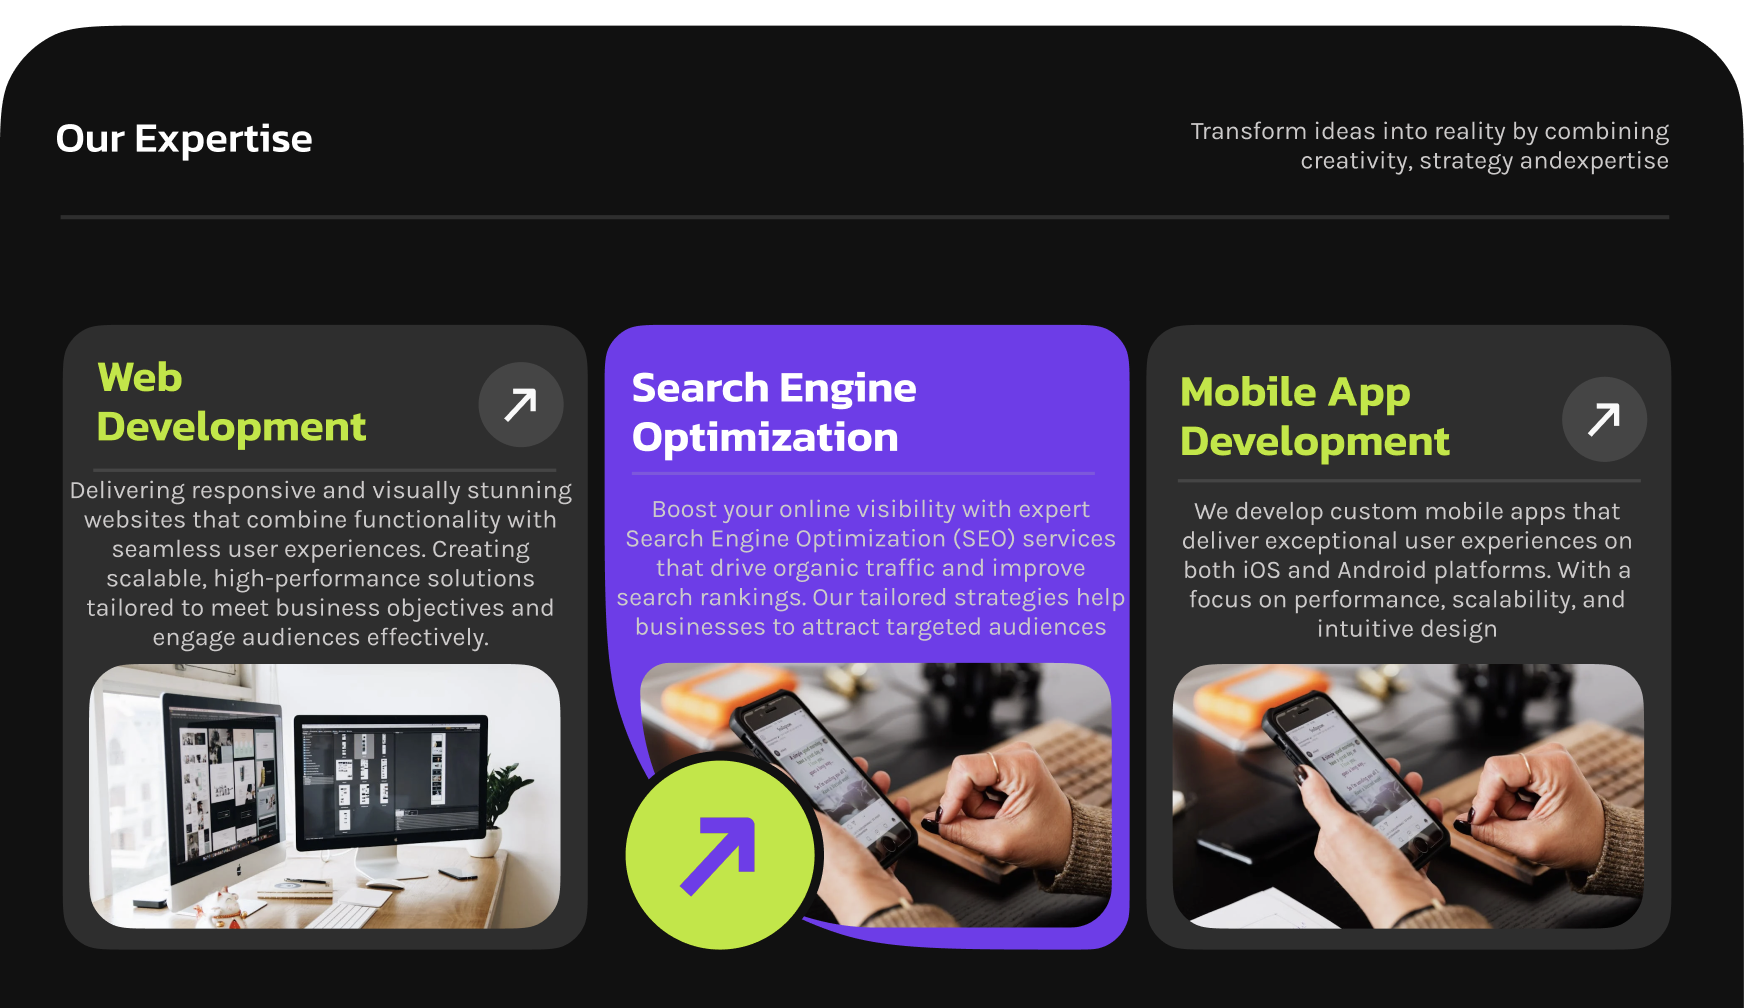 Our Expertise
Transform ideas into reality by combining
creativity, strategy andexpertise
Web
Development
Delivering responsive and visually stunning
websites that combine functionality with
seamless user experiences. Creating
scalable, high-performance solutions
tailored to meet business objectives and
engage audiences effectively.
Search Engine
Optimization
Boost your online visibility with expert
Search Engine Optimization (SEO) services
that drive organic traffic and improve
search rankings. Our tailored strategies help
businesses to attract targeted audiences
Mobile App
Development
We develop custom mobile apps that
deliver exceptional user experiences on
both iOS and Android platforms. With a
focus on performance, scalability, and
intuitive design